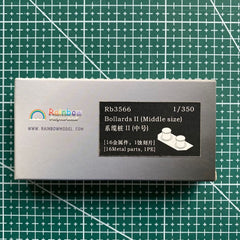 Rb3566 1/350
Bollards II (Middle size)
系缆桩 II (中号)
[16金属件, 1蚀刻片]
[16Metal parts, 1PE]
Rainbow
WWW.RAINBOWMODEL.COM